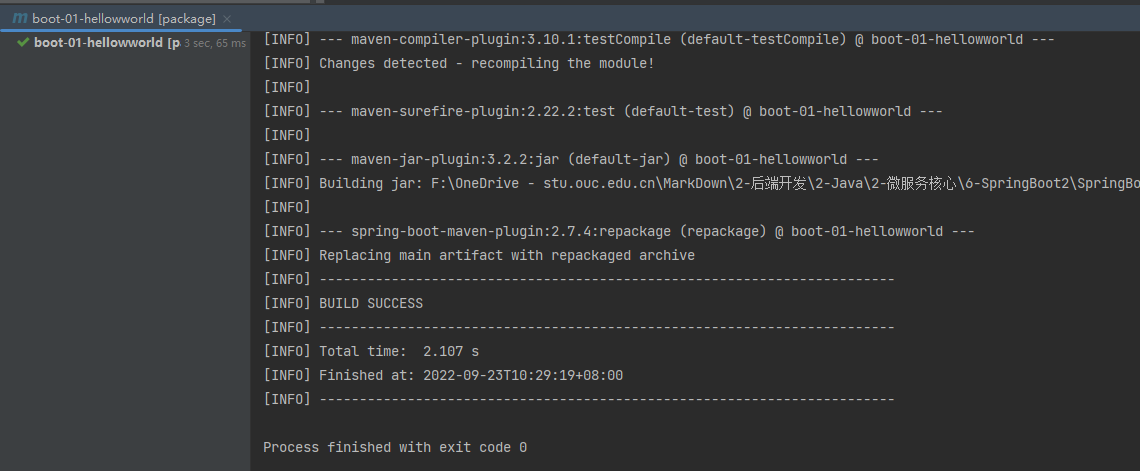 m boot-01-hellowworld [package] ×
boot-01-hellowworld [p 3 sec, 65 ms
[INFO] --- maven-compiler-plugin:3.10.1:testCompile (default-testCompile) @ boot-01-hellowworld ---
[INFO] Changes detected - recompiling the module!
[INFO]
[INFO] --- maven-surefire-plugin:2.22.2:test (default-test) @ boot-01-hellowworld ---
[INFO]
[INFO] --- maven-jar-plugin:3.2.2:jar (default-jar) @ boot-01-hellowworld ---
[INFO] Building jar: F:\OneDrive - stu.ouc.edu.cn\MarkDown\2-后端开发\2-Java\2-微服务核心\6-SpringBoot2\SpringBo
[INFO]
[INFO] --- spring-boot-maven-plugin:2.7.4:repackage (repackage) @ boot-01-hellowworld ---
[INFO] Replacing main artifact with repackaged archive
[INFO] ------------------------------------------------------------------------
[INFO] BUILD SUCCESS
[INFO] ------------------------------------------------------------------------
[INFO] Total time:  2.107 s
[INFO] Finished at: 2022-09-23T10:29:19+08:00
[INFO] ------------------------------------------------------------------------
Process finished with exit code 0